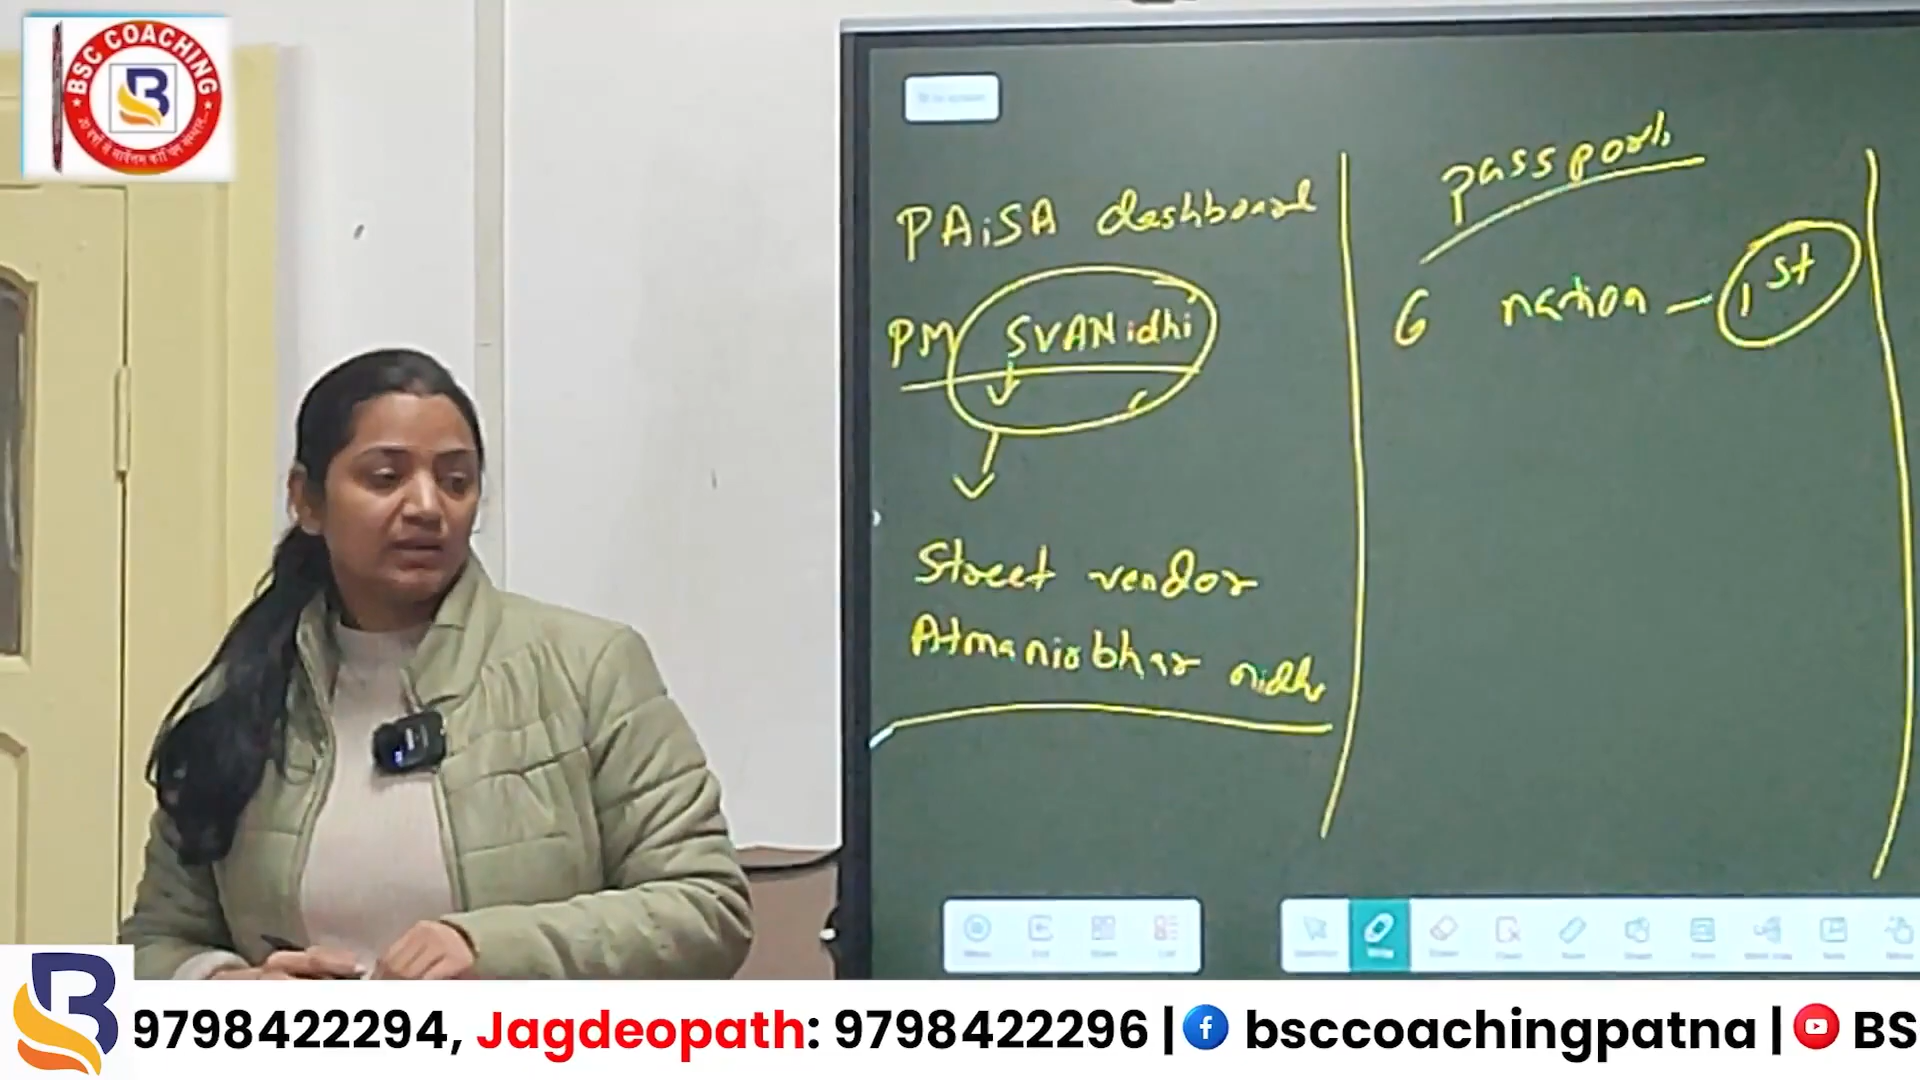 BSC COACHING
B
PAiSA dashboard
PM SVANidhi
Street vendor
Atmanirbhar nidhi
passport
6 nation - 1st
9798422294, Jagdeopath: 9798422296 | bsccoachingpatna | BS